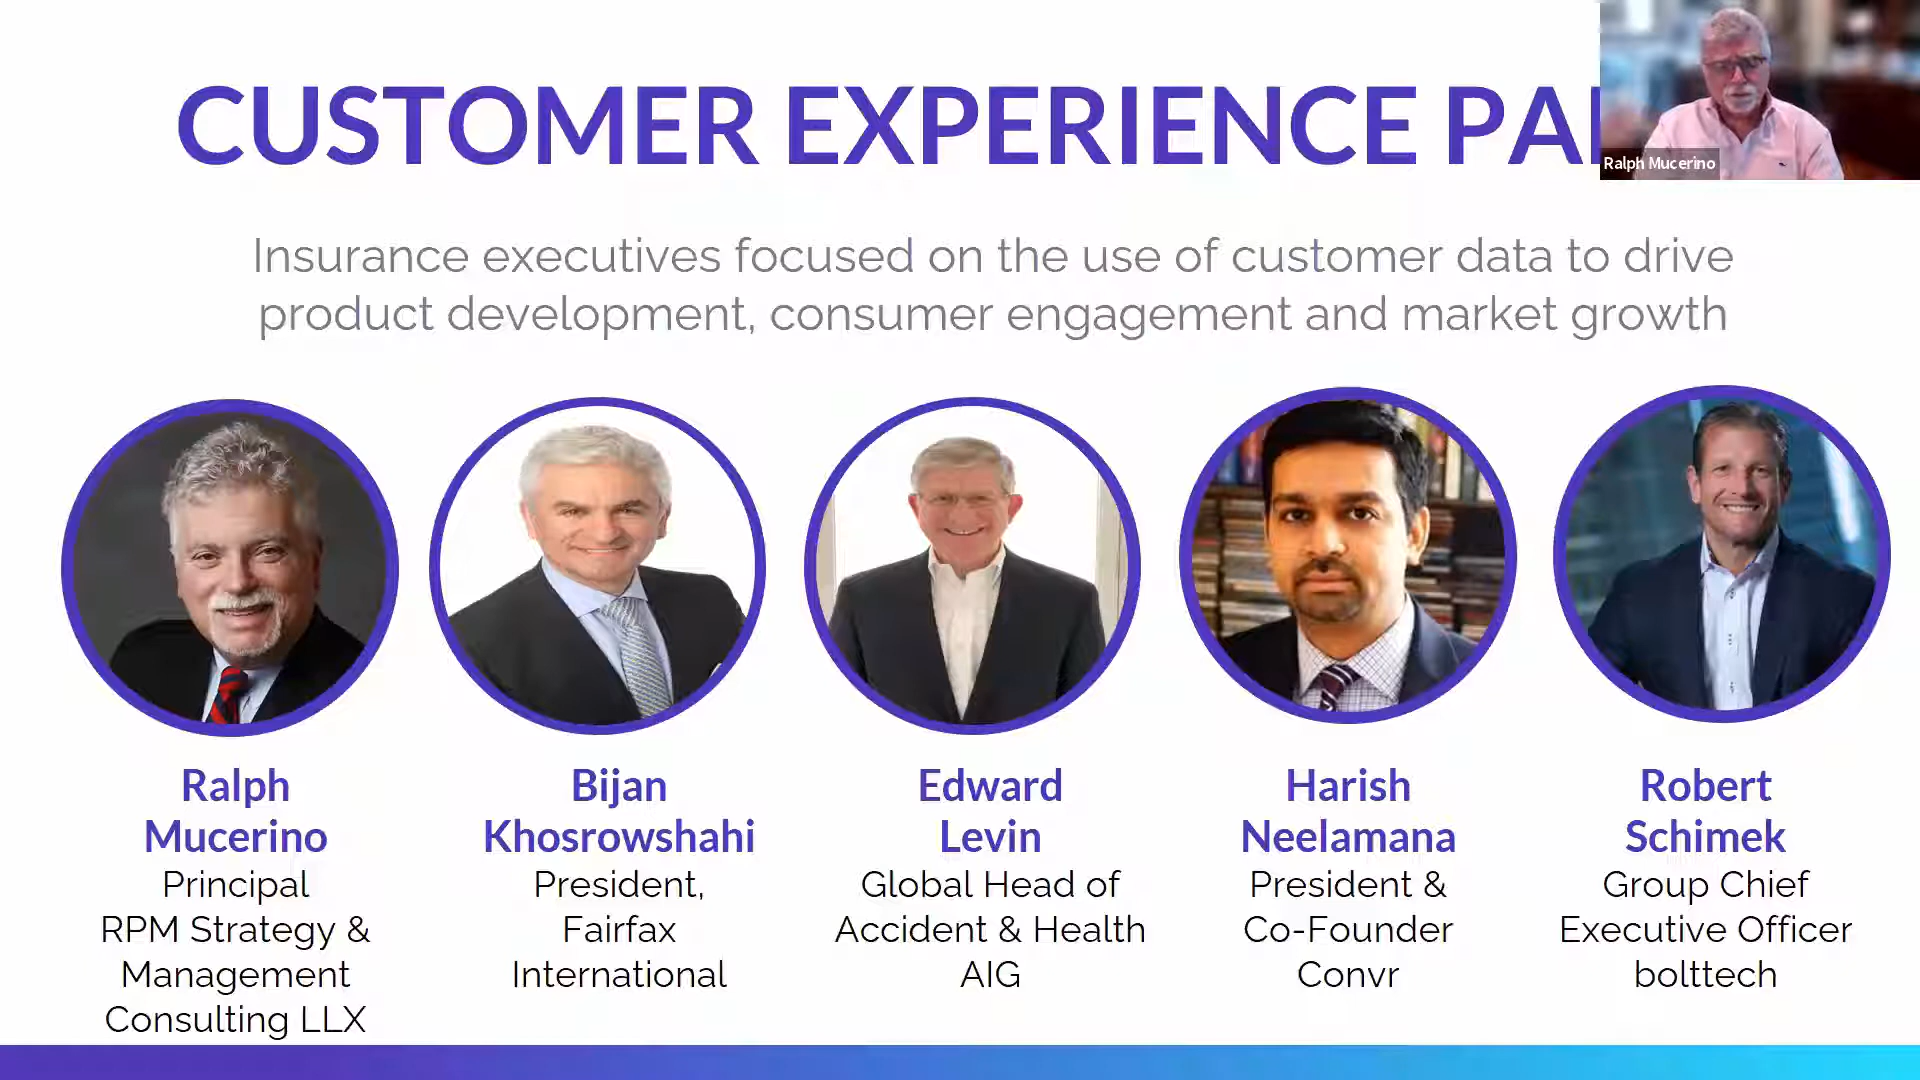 CUSTOMER EXPERIENCE
Ralph Mucerino
Insurance executives focused on the use of customer data to drive
product development, consumer engagement and market growth
Ralph
Mucerino
Principal
RPM Strategy &
Management
Consulting LLX
Bijan
Khosrowshahi
President,
Fairfax
International
Edward
Levin
Global Head of
Accident & Health
AIG
Harish
Neelamana
President &
Co-Founder
Convr
Robert
Schimek
Group Chief
Executive Officer
bolttech